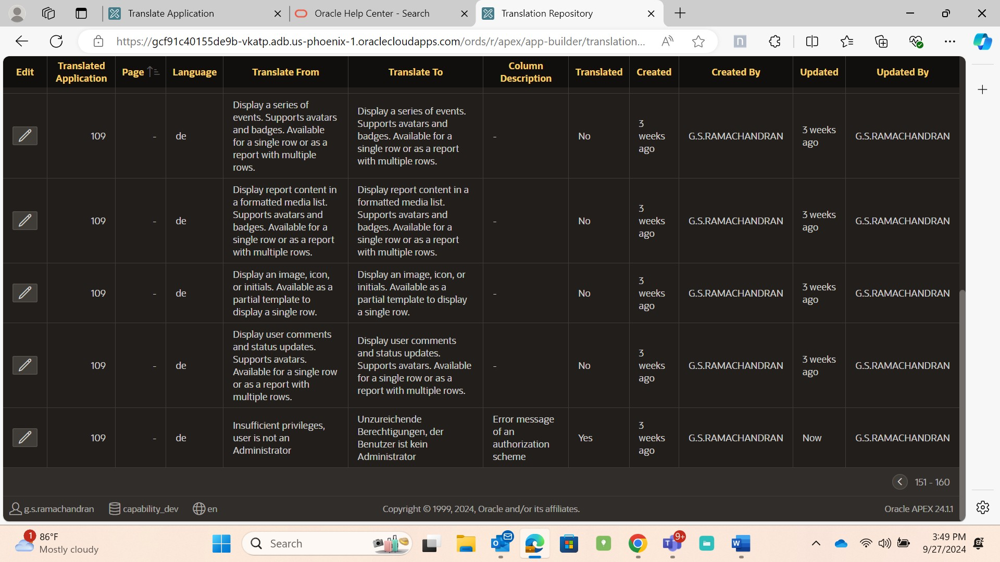 Translate Application
Oracle Help Center - Search
Translation Repository
https://gcf91c40155de9b-vkatp.adb.us-phoenix-1.oraclecloudapps.com/ords/r/apex/app-builder/translation...
Edit
Translated
Application
Page
Language
Translate From
Translate To
Column
Description
Translated
Created
Created By
Updated
Updated By
109
-
de
Display a series of
events. Supports avatars
and badges. Available
for a single row or as a
report with multiple
rows.
Display a series of events.
Supports avatars and
badges. Available for a
single row or as a report
with multiple rows.
-
No
3
weeks
ago
G.S.RAMACHANDRAN
3 weeks
ago
G.S.RAMACHANDRAN
109
-
de
Display report content in
a formatted media list.
Supports avatars and
badges. Available for a
single row or as a report
with multiple rows.
Display report content in a
formatted media list.
Supports avatars and
badges. Available for a
single row or as a report
with multiple rows.
-
No
3
weeks
ago
G.S.RAMACHANDRAN
3 weeks
ago
G.S.RAMACHANDRAN
109
-
de
Display an image, icon,
or initials. Available as a
partial template to
display a single row.
Display an image, icon, or
initials. Available as a
partial template to display
a single row.
-
No
3
weeks
ago
G.S.RAMACHANDRAN
3 weeks
ago
G.S.RAMACHANDRAN
109
-
de
Display user comments
and status updates.
Supports avatars.
Available for a single row
or as a report with
multiple rows.
Display user comments
and status updates.
Supports avatars. Available
for a single row or as a
report with multiple rows.
-
No
3
weeks
ago
G.S.RAMACHANDRAN
3 weeks
ago
G.S.RAMACHANDRAN
109
-
de
Insufficient privileges,
user is not an
Administrator
Unzureichende
Berechtigungen, der
Benutzer ist kein
Administrator
Error message
of an
authorization
scheme
Yes
3
weeks
ago
G.S.RAMACHANDRAN
Now
G.S.RAMACHANDRAN
151 - 160
g.s.ramachandran
capability_dev
en
Copyright © 1999, 2024, Oracle and/or its affiliates.
Oracle APEX 24.1.1
1
86°F
Mostly cloudy
Search
9+
3:49 PM
9/27/2024